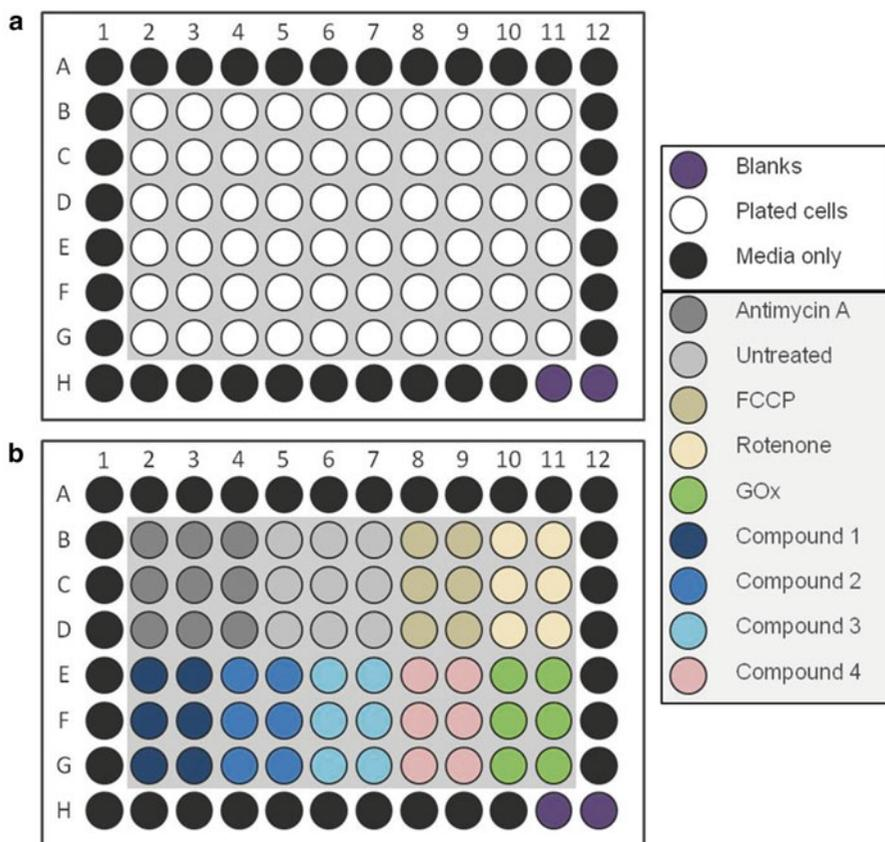 a
1 2 3 4 5 6 7 8 9 10 11 12
A
B
C
D
E
F
G
H
Blanks
Plated cells
Media only
Antimycin A
Untreated
FCCP
Rotenone
GOx
Compound 1
Compound 2
Compound 3
Compound 4
b
1 2 3 4 5 6 7 8 9 10 11 12
A
B
C
D
E
F
G
H